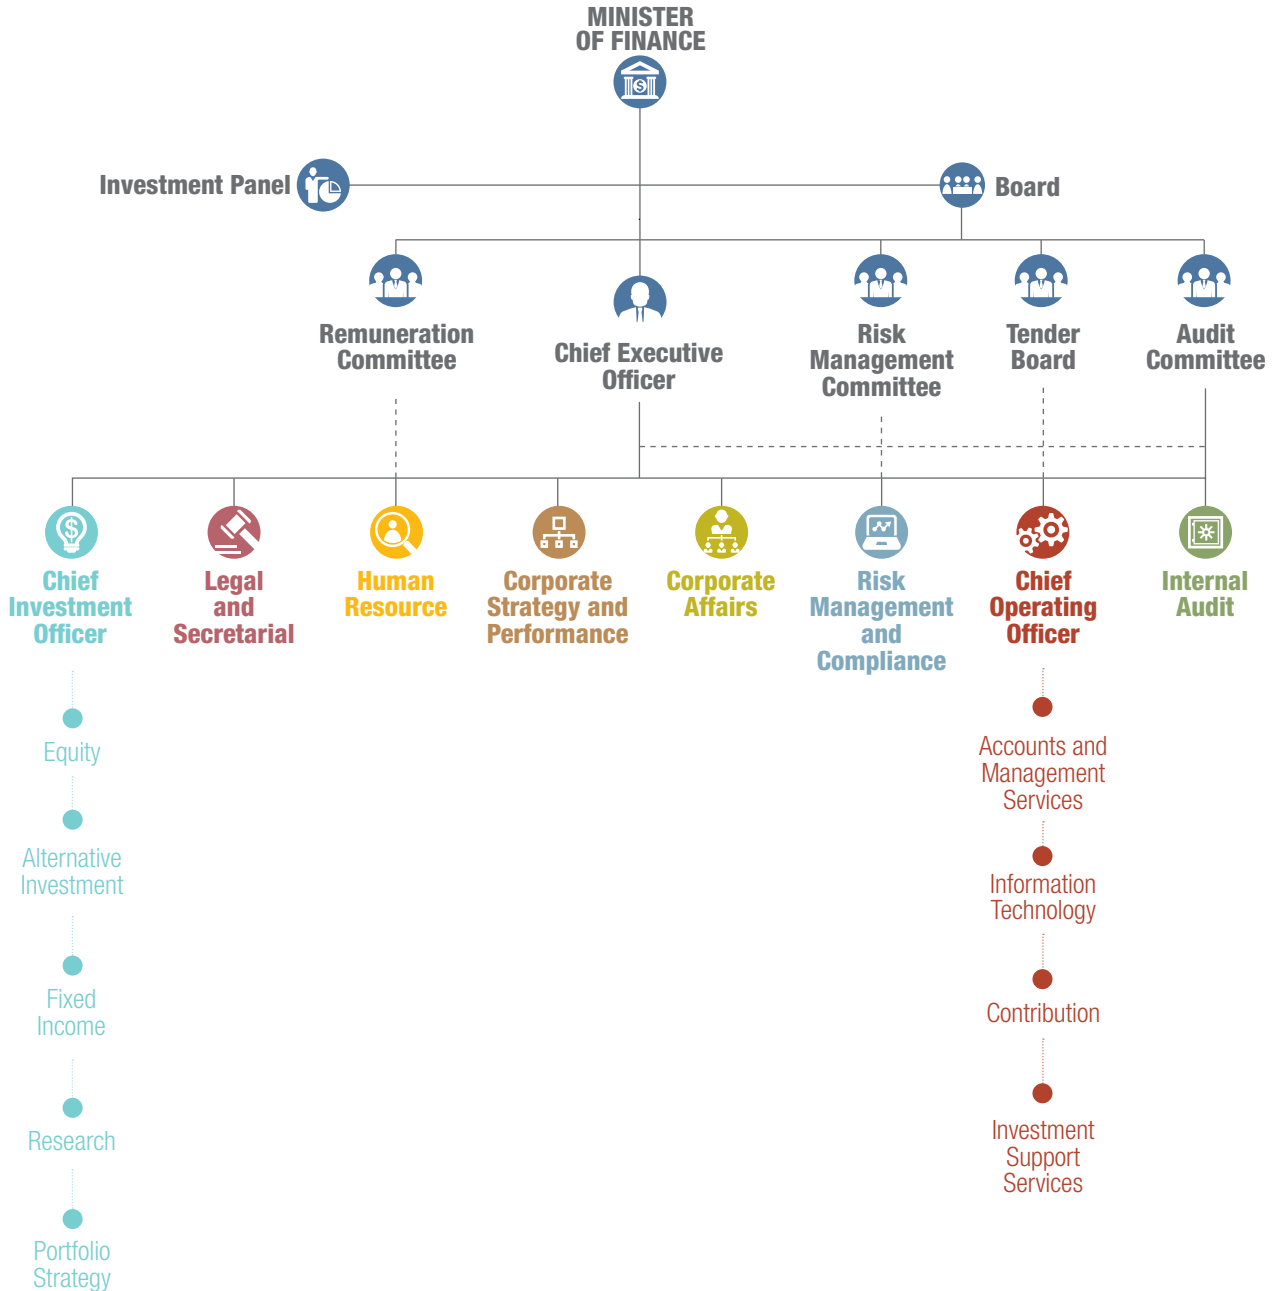 MINISTER
OF FINANCE
Investment Panel
Board
Remuneration
Committee
Chief Executive
Officer
Risk
Management
Committee
Tender
Board
Audit
Committee
Chief
Investment
Officer
Legal
and
Secretarial
Human
Resource
Corporate
Strategy and
Performance
Corporate
Affairs
Risk
Management
and
Compliance
Chief
Operating
Officer
Internal
Audit
Equity
Alternative
Investment
Fixed
Income
Research
Portfolio
Strategy
Accounts and
Management
Services
Information
Technology
Contribution
Investment
Support
Services